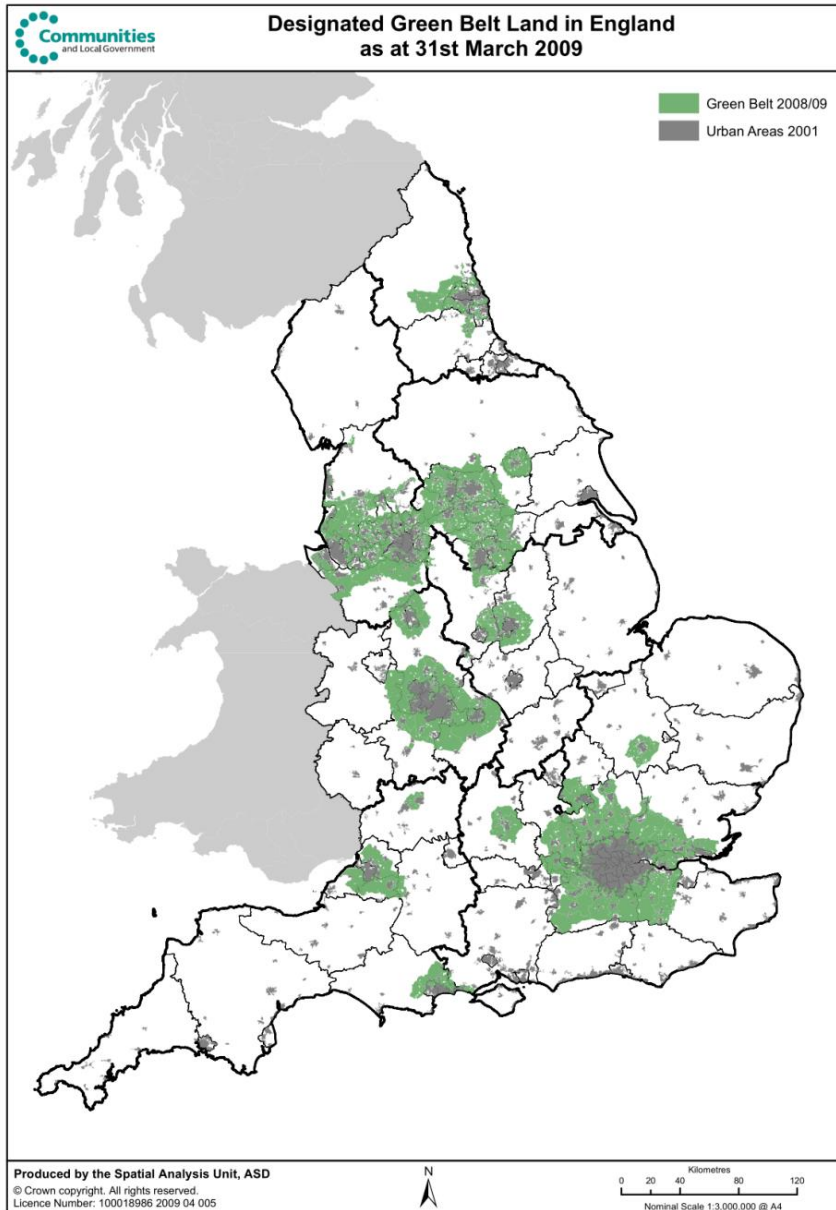 Communities
and Local Government
Designated Green Belt Land in England
as at 31st March 2009
Green Belt 2008/09
Urban Areas 2001
Produced by the Spatial Analysis Unit, ASD
© Crown copyright. All rights reserved.
Licence Number: 100018986 2009 04 005
N
Kilometres
0 20 40 80 120
Nominal Scale 1:3,000,000 @ A4